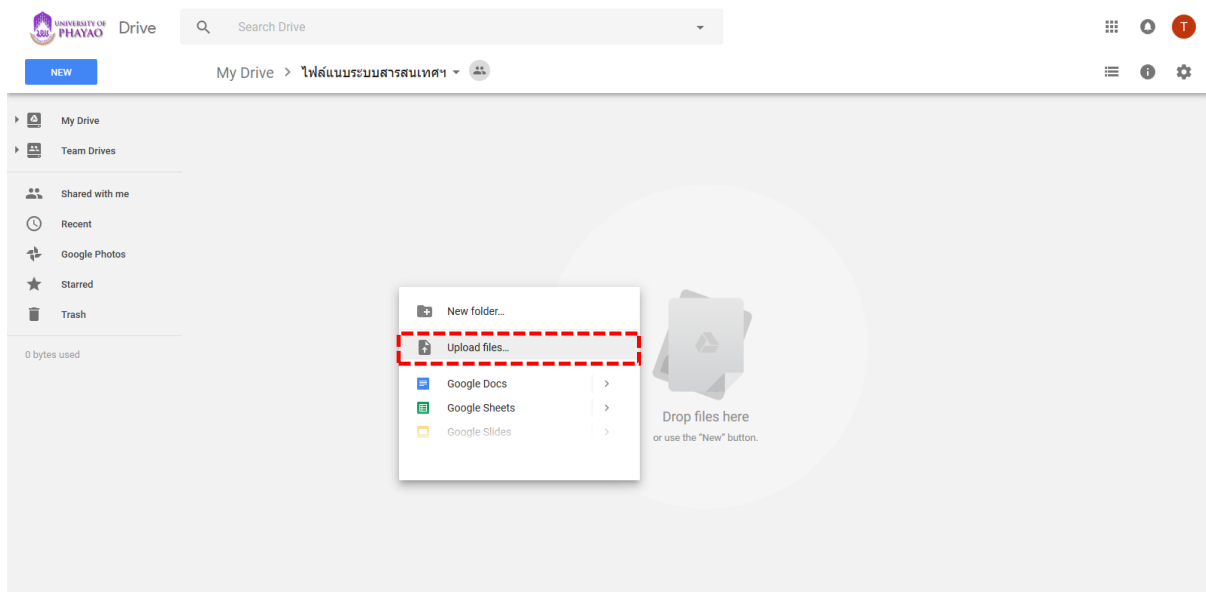 UNIVERSITY OF
PHAYAO
Drive
Search Drive
T
NEW
My Drive > ไฟล์แนบระบบสารสนเทศฯ
My Drive
Team Drives
Shared with me
Recent
Google Photos
Starred
Trash
0 bytes used
New folder...
Upload files...
Google Docs
Google Sheets
Google Slides
Drop files here
or use the "New" button.